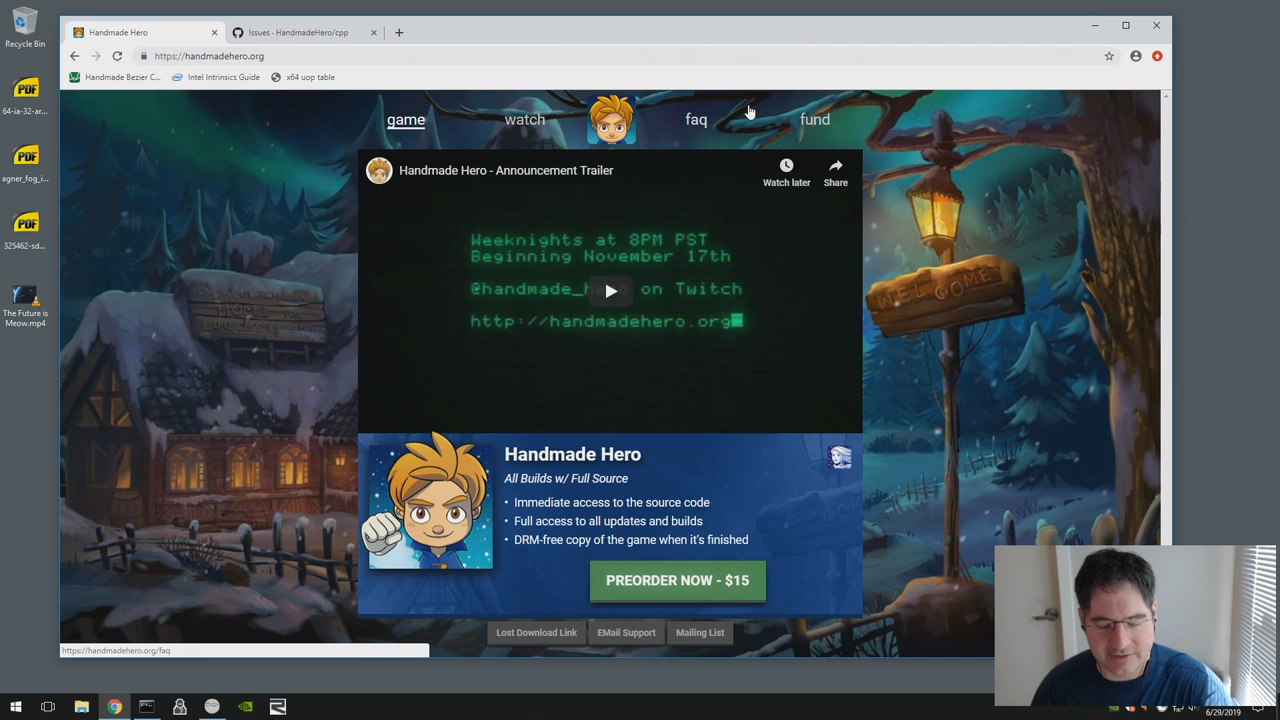 Recycle Bin
64-ia-32-ar...
agner_fog_i...
325462-sd...
The Future is
Meow.mp4
PDF
PDF
PDF
Handmade Hero
Issues · HandmadeHero/cpp
https://handmadehero.org
Handmade Bezier C...
Intel Intrinsics Guide
x64 uop table
game
watch
faq
fund
Handmade Hero - Announcement Trailer
Watch later
Share
Weeknights at 8PM PST
Beginning November 17th
@handmade_hero on Twitch
http://handmadehero.org
WELCOME
Handmade Hero
All Builds w/ Full Source
• Immediate access to the source code
• Full access to all updates and builds
• DRM-free copy of the game when it's finished
PREORDER NOW - $15
Lost Download Link
EMail Support
Mailing List
https://handmadehero.org/faq
6/29/2019